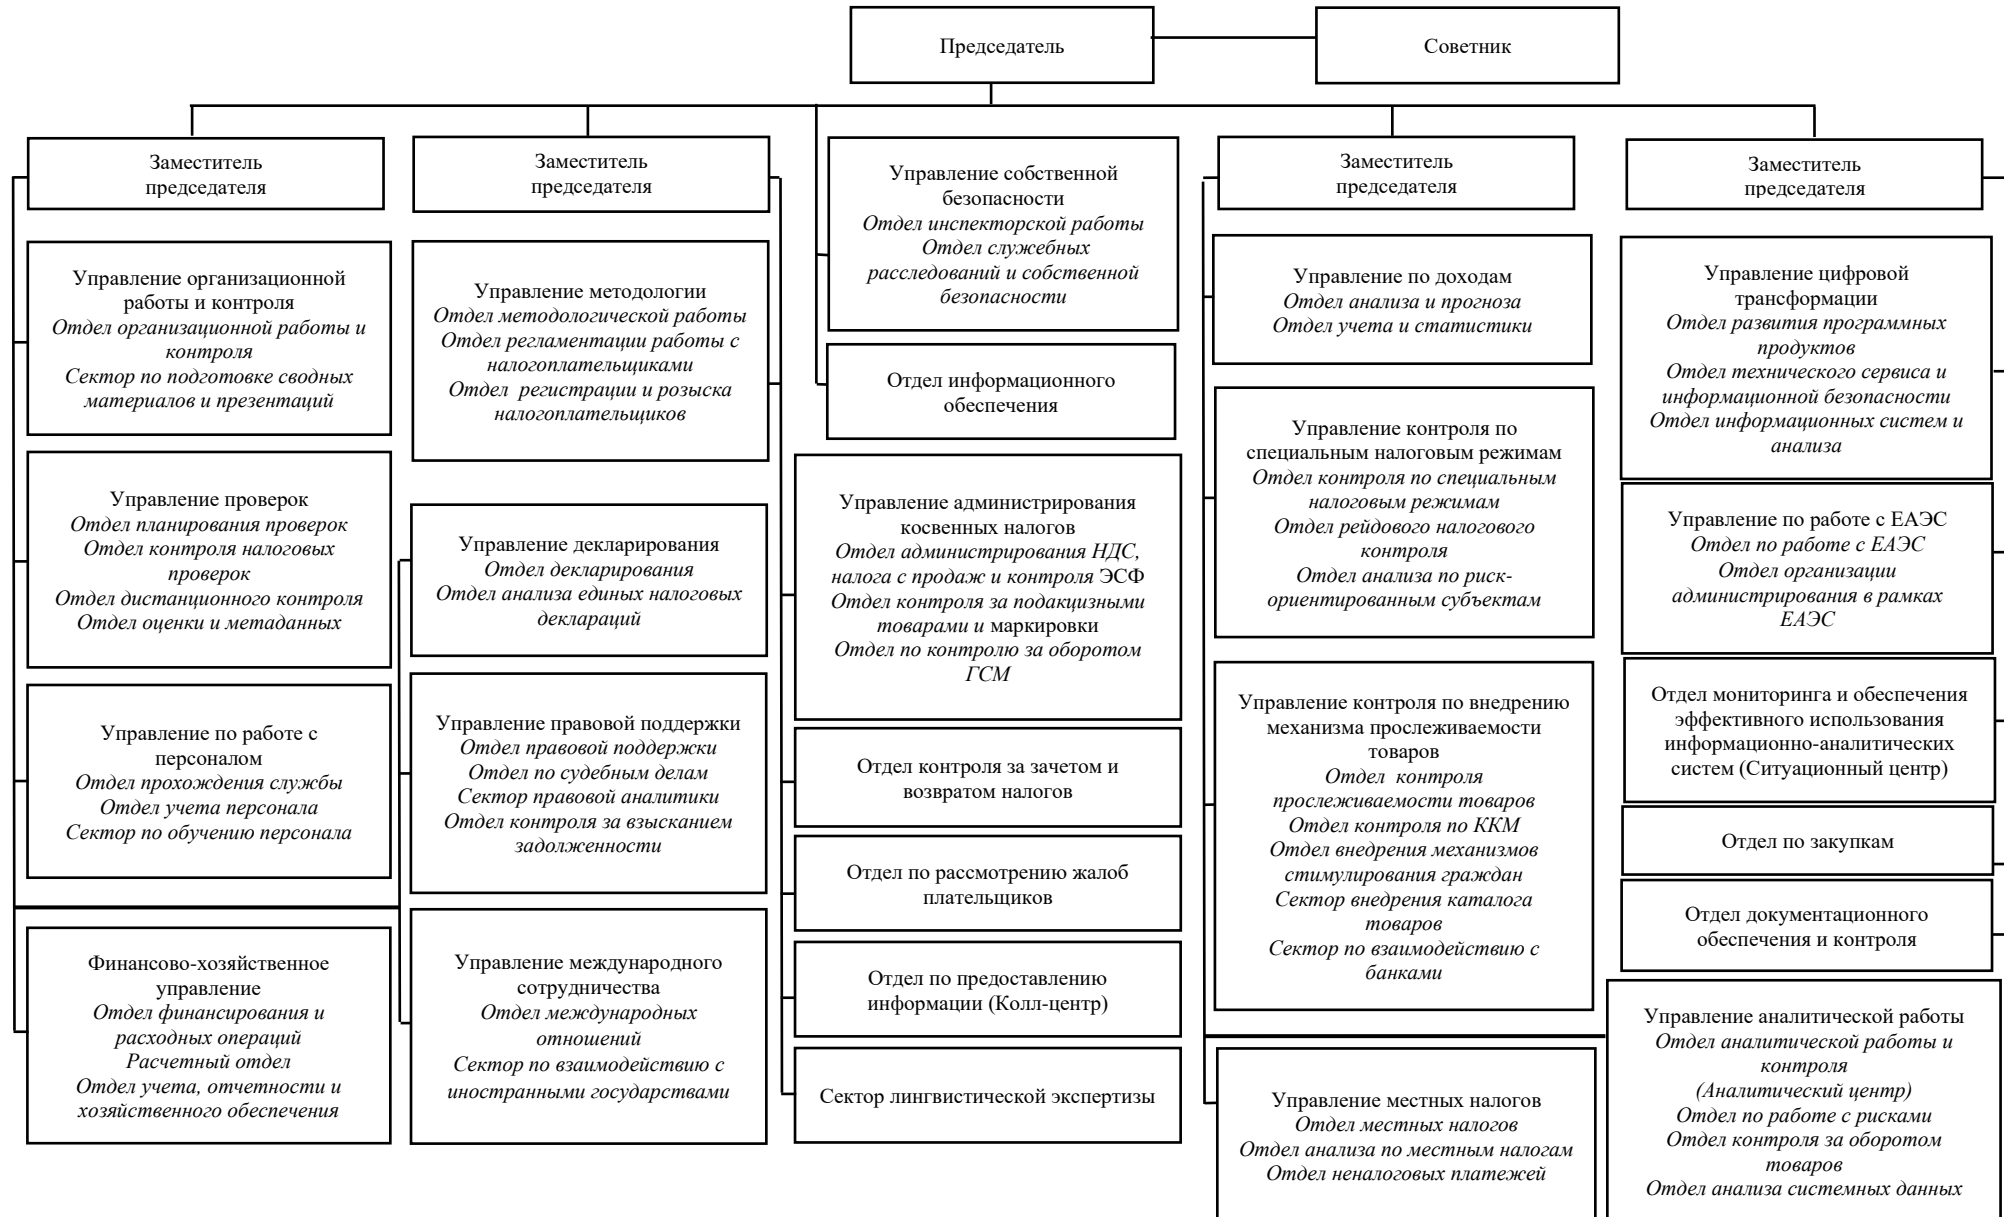 Председатель
Советник
Заместитель
председателя
Управление организационной
работы и контроля
Отдел организационной работы и
контроля
Сектор по подготовке сводных
материалов и презентаций
Управление проверок
Отдел планирования проверок
Отдел контроля налоговых
проверок
Отдел дистанционного контроля
Отдел оценки и метаданных
Управление по работе с
персоналом
Отдел прохождения службы
Отдел учета персонала
Сектор по обучению персонала
Финансово-хозяйственное
управление
Отдел финансирования и
расходных операций
Расчетный отдел
Отдел учета, отчетности и
хозяйственного обеспечения
Заместитель
председателя
Управление методологии
Отдел методологической работы
Отдел регламентации работы с
налогоплательщиками
Отдел регистрации и розыска
налогоплательщиков
Управление декларирования
Отдел декларирования
Отдел анализа единых налоговых
деклараций
Управление правовой поддержки
Отдел правовой поддержки
Отдел по судебным делам
Сектор правовой аналитики
Отдел контроля за взысканием
задолженности
Управление международного
сотрудничества
Отдел международных
отношений
Сектор по взаимодействию с
иностранными государствами
Управление собственной
безопасности
Отдел инспекторской работы
Отдел служебных
расследований и собственной
безопасности
Отдел информационного
обеспечения
Управление администрирования
косвенных налогов
Отдел администрирования НДС,
налога с продаж и контроля ЭСФ
Отдел контроля за подакцизными
товарами и маркировки
Отдел по контролю за оборотом
ГСМ
Отдел контроля за зачетом и
возвратом налогов
Отдел по рассмотрению жалоб
плательщиков
Отдел по предоставлению
информации (Колл-центр)
Сектор лингвистической экспертизы
Заместитель
председателя
Управление по доходам
Отдел анализа и прогноза
Отдел учета и статистики
Управление контроля по
специальным налоговым режимам
Отдел контроля по специальным
налоговым режимам
Отдел рейдового налогового
контроля
Отдел анализа по риск-
ориентированным субъектам
Управление контроля по внедрению
механизма прослеживаемости
товаров
Отдел контроля
прослеживаемости товаров
Отдел контроля по ККМ
Отдел внедрения механизмов
стимулирования граждан
Сектор внедрения каталога
товаров
Сектор по взаимодействию с
банками
Управление местных налогов
Отдел местных налогов
Отдел анализа по местным налогам
Отдел неналоговых платежей
Заместитель
председателя
Управление цифровой
трансформации
Отдел развития программных
продуктов
Отдел технического сервиса и
информационной безопасности
Отдел информационных систем и
анализа
Управление по работе с ЕАЭС
Отдел по работе с ЕАЭС
Отдел организации
администрирования в рамках
ЕАЭС
Отдел мониторинга и обеспечения
эффективного использования
информационно-аналитических
систем (Ситуационный центр)
Отдел по закупкам
Отдел документационного
обеспечения и контроля
Управление аналитической работы
Отдел аналитической работы и
контроля
(Аналитический центр)
Отдел по работе с рисками
Отдел контроля за оборотом
товаров
Отдел анализа системных данных